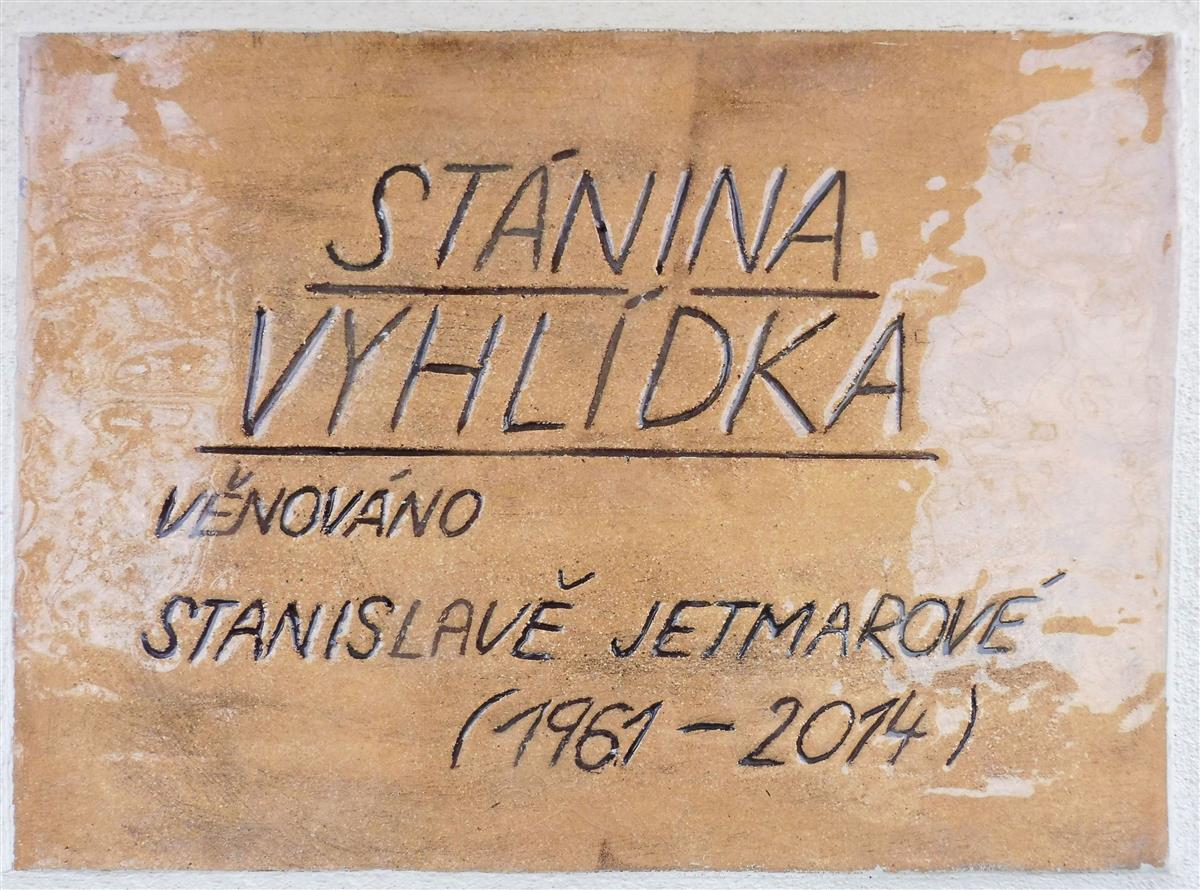 STÁNINA
VYHLÍDKA
VĚNOVÁNO
STANISLAVĚ JETMAROVÉ
(1961 – 2014)